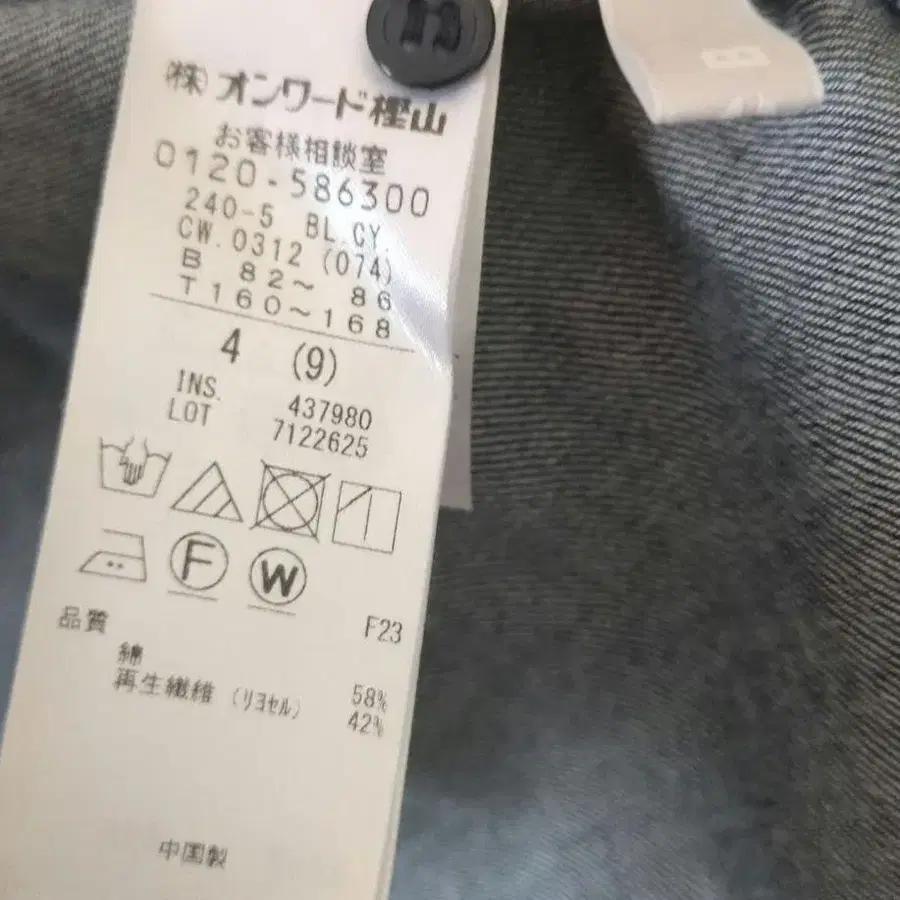 (株) オンワード樫山
お客様相談室
0120-586300
240-5 BL.CY.
CW.0312 (074)
B 82～ 86
T160～168
4 (9)
INS. 437980
LOT 7122625
F W
品質 F23
綿 58%
再生繊維 (リヨセル) 42%
中国製